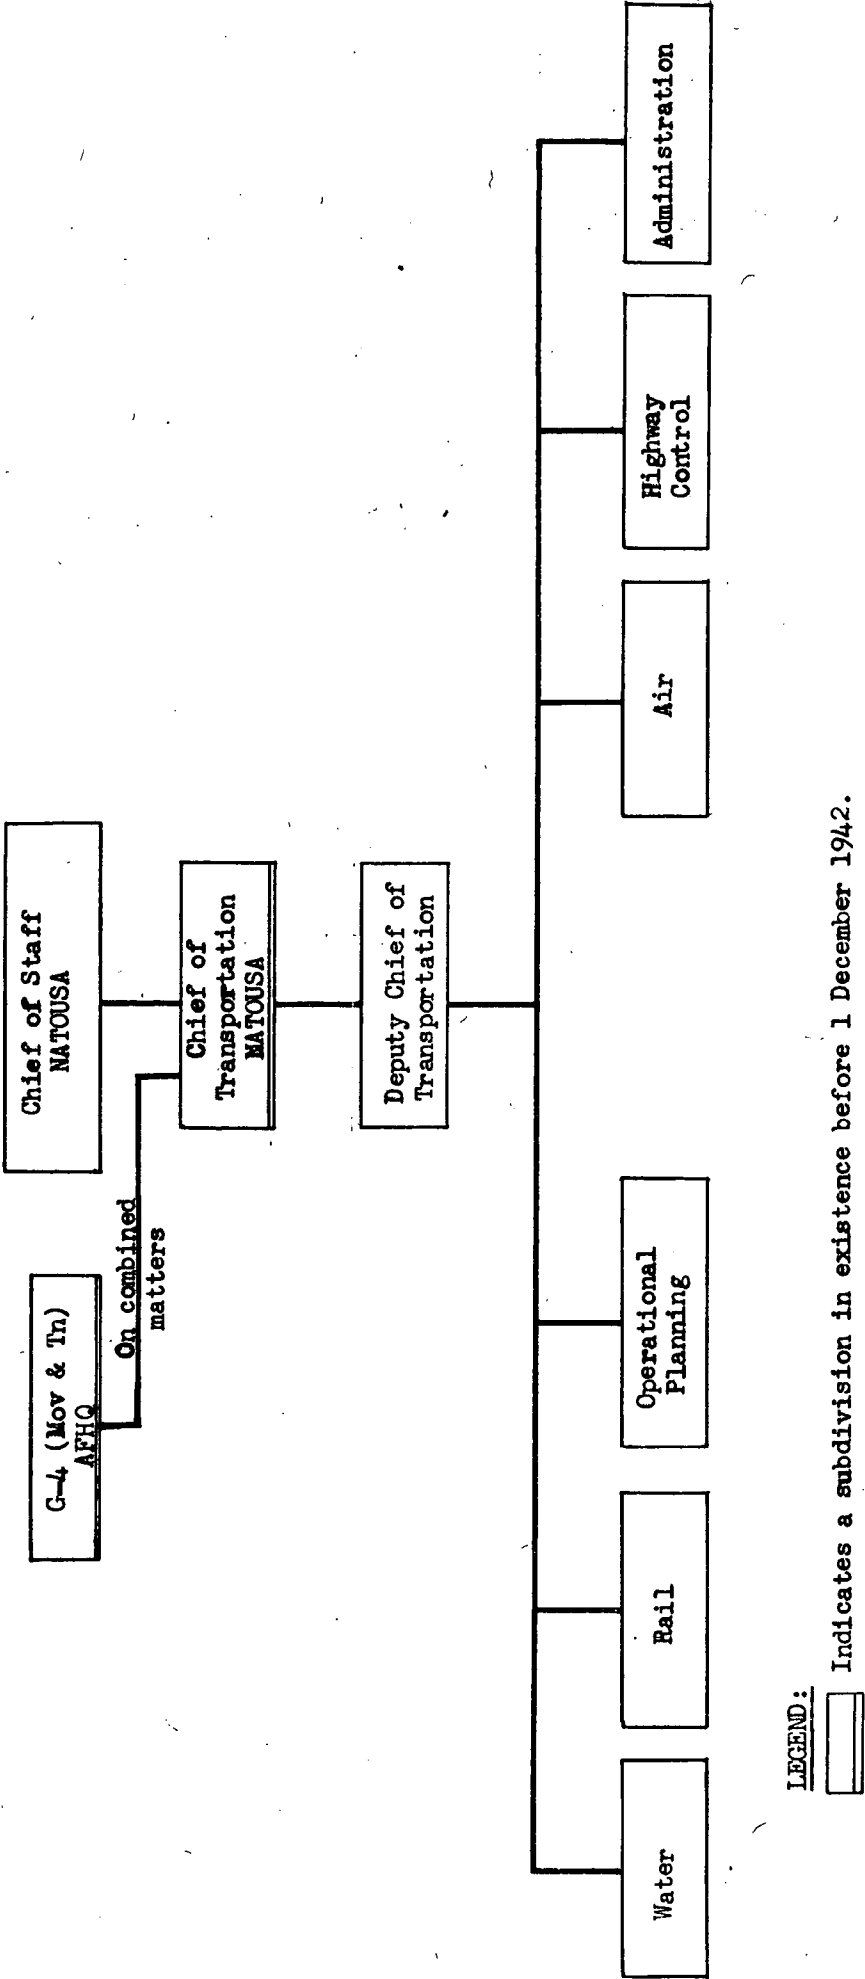 Chief of Staff
NATOUSA
G-4 (Mov & Tn)
AFHQ
On combined
matters
Chief of
Transportation
NATOUSA
Deputy Chief of
Transportation
Water
Rail
Operational
Planning
Air
Highway
Control
Administration
LEGEND:
Indicates a subdivision in existence before 1 December 1942.